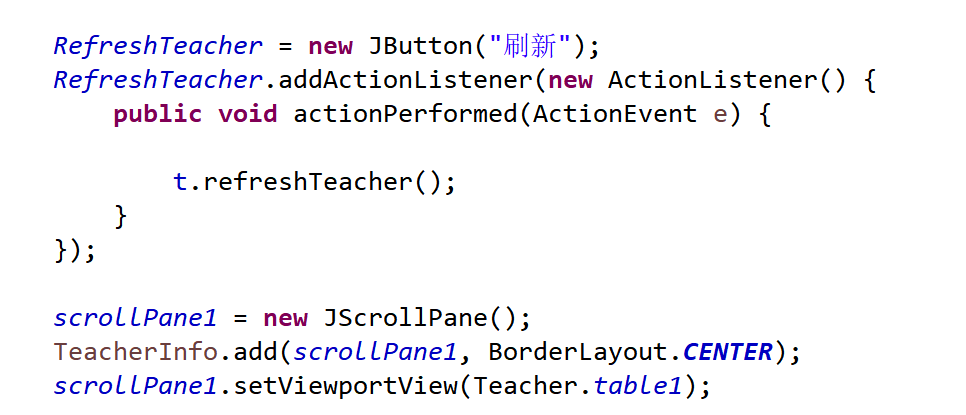 RefreshTeacher = new JButton("刷新");
RefreshTeacher.addActionListener(new ActionListener() {
    public void actionPerformed(ActionEvent e) {
        t.refreshTeacher();
    }
});
scrollPane1 = new JScrollPane();
TeacherInfo.add(scrollPane1, BorderLayout.CENTER);
scrollPane1.setViewportView(Teacher.table1);